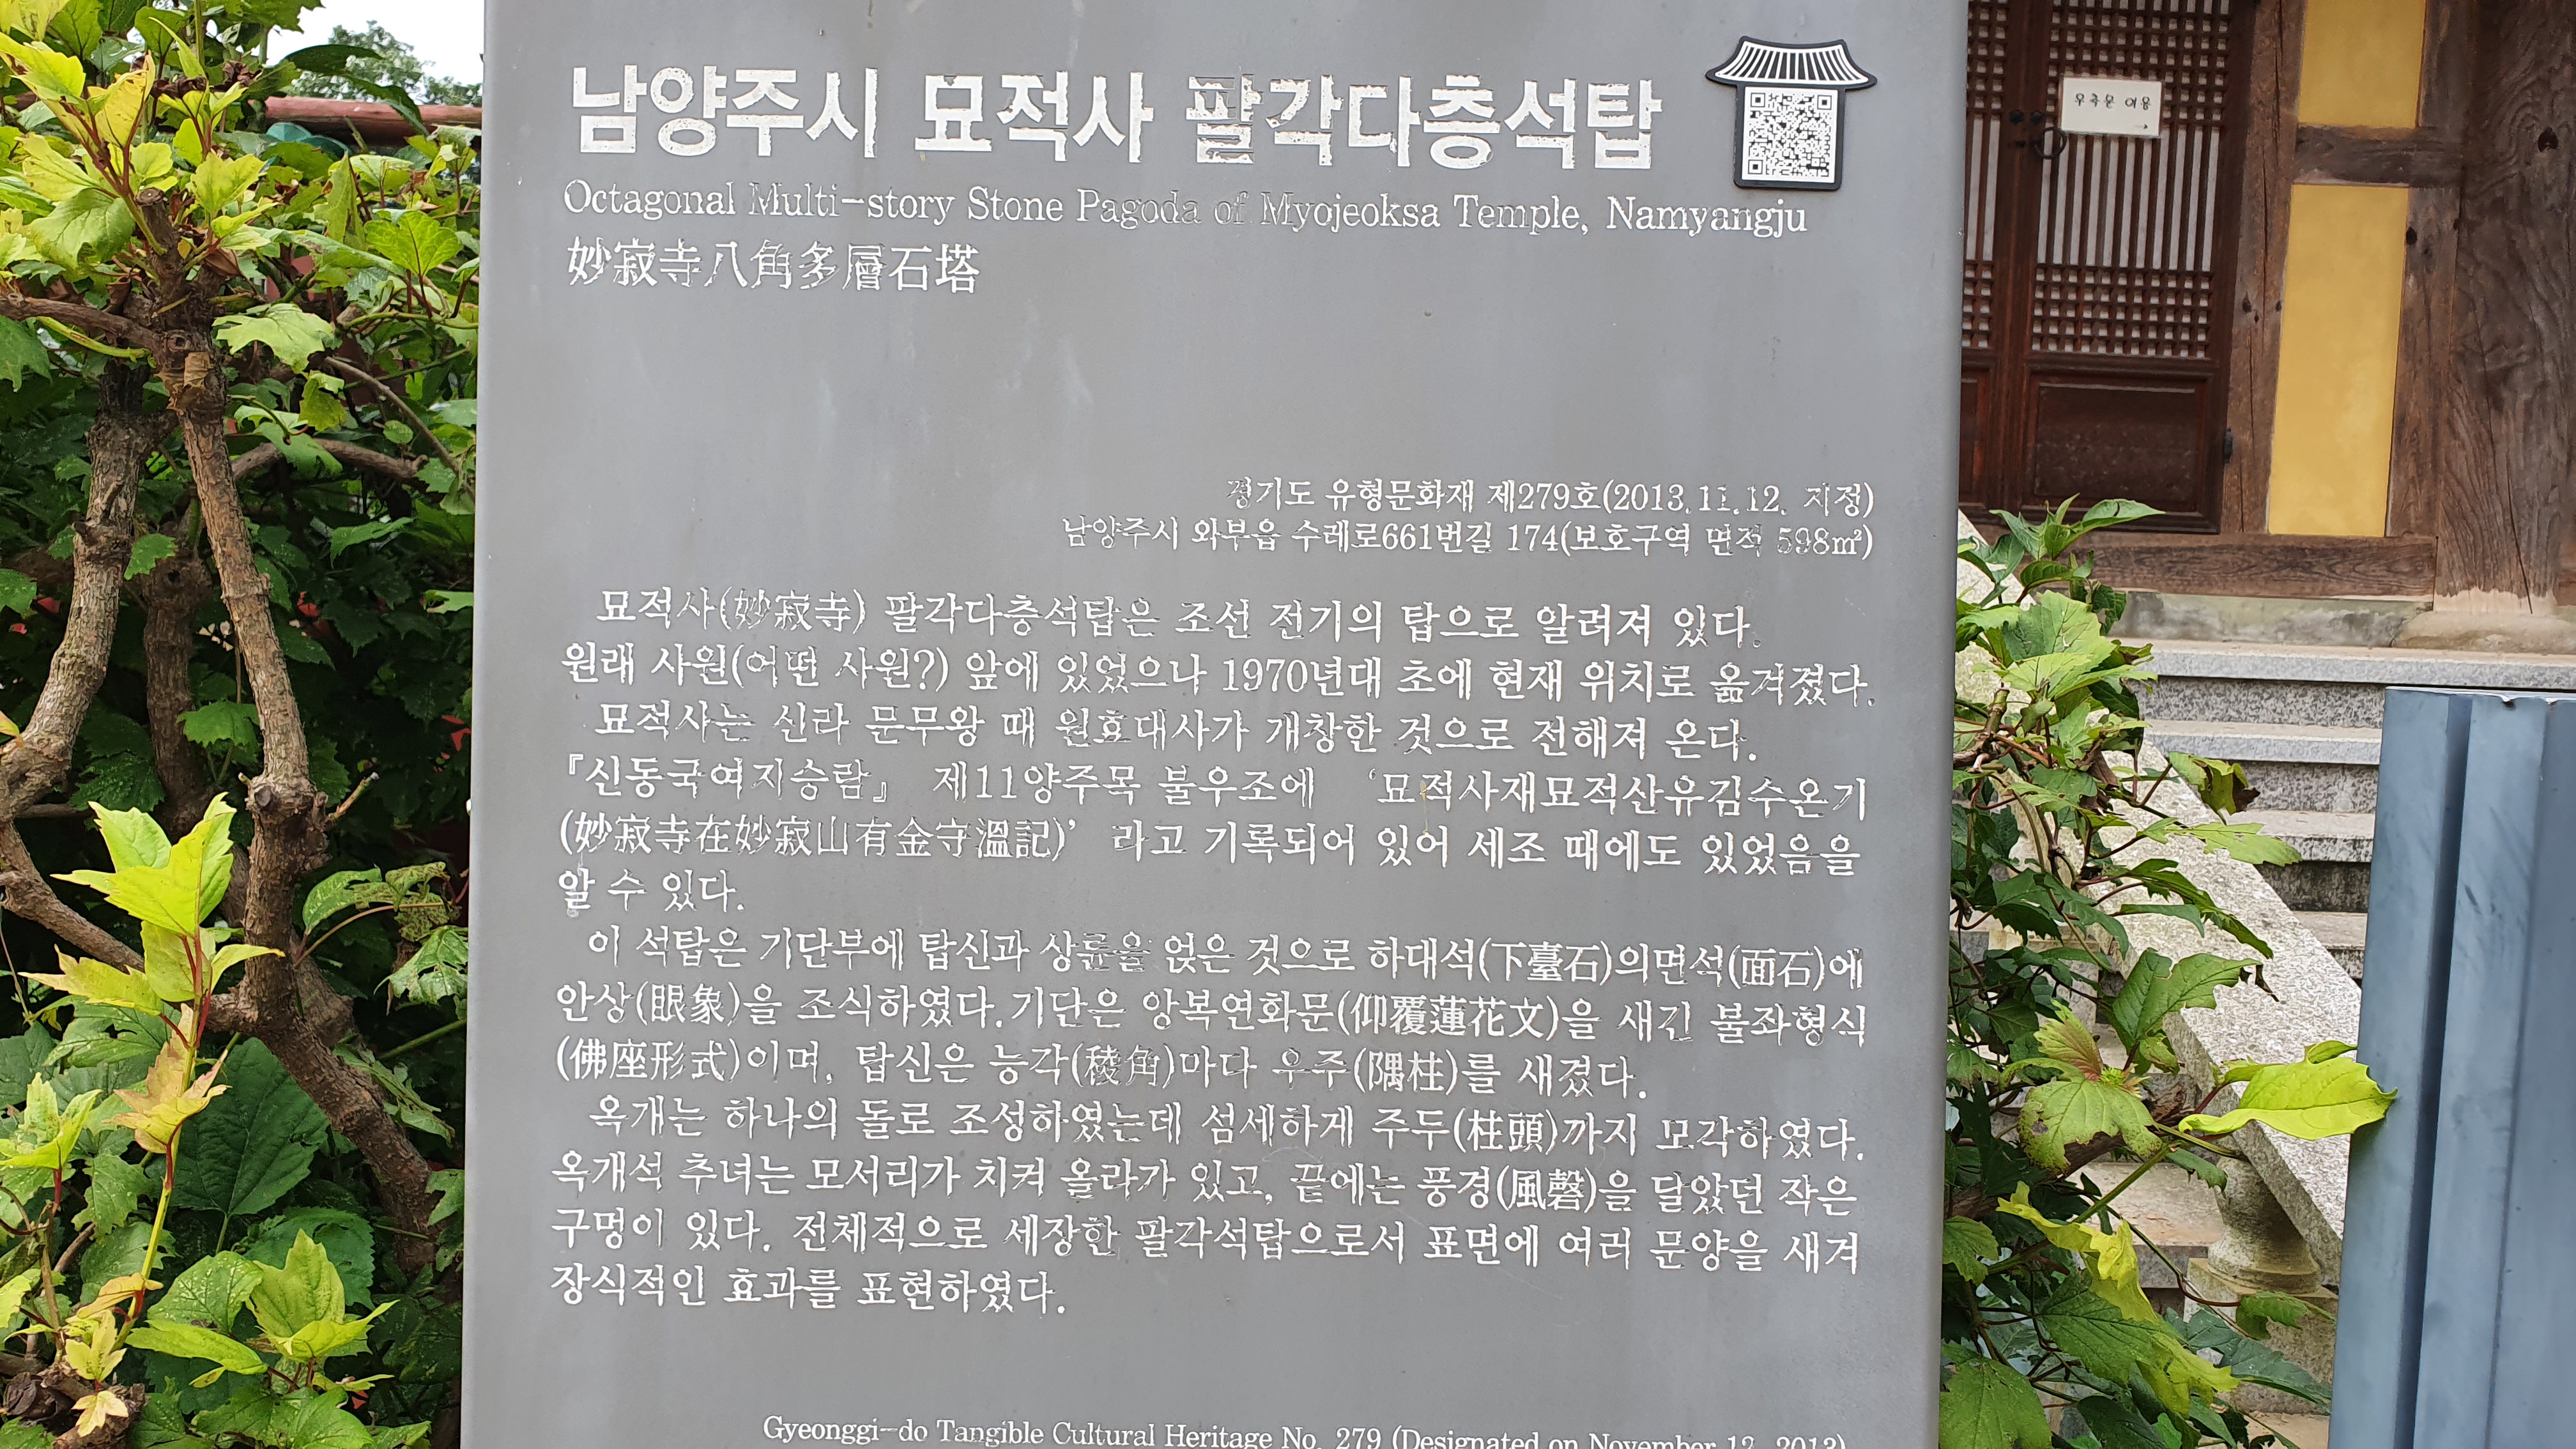 남양주시 묘적사 팔각다층석탑
Octagonal Multi-story Stone Pagoda of Myojeoksa Temple, Namyangju
妙寂寺八角多層石塔
경기도 유형문화재 제279호(2013.11.12. 지정)
남양주시 와부읍 수레로661번길 174(보호구역 면적 598㎡)
묘적사(妙寂寺) 팔각다층석탑은 조선 전기의 탑으로 알려져 있다.
원래 사원(어떤 사원?) 앞에 있었으나 1970년대 초에 현재 위치로 옮겨졌다.
묘적사는 신라 문무왕 때 원효대사가 개창한 것으로 전해져 온다.
『신동국여지승람』 제11양주목 불우조에 ‘묘적사재묘적산유김수온기
(妙寂寺在妙寂山有金守溫記)’ 라고 기록되어 있어 세조 때에도 있었음을
알 수 있다.
이 석탑은 기단부에 탑신과 상륜을 얹은 것으로 하대석(下臺石)의면석(面石)에
안상(眼象)을 조식하였다.기단은 앙복연화문(仰覆蓮花文)을 새긴 불좌형식
(佛座形式)이며, 탑신은 능각(稜角)마다 우주(隅柱)를 새겼다.
옥개는 하나의 돌로 조성하였는데 섬세하게 주두(柱頭)까지 모각하였다.
옥개석 추녀는 모서리가 치켜 올라가 있고, 끝에는 풍경(風磬)을 달았던 작은
구멍이 있다. 전체적으로 세장한 팔각석탑으로서 표면에 여러 문양을 새겨
장식적인 효과를 표현하였다.
Gyeonggi-do Tangible Cultural Heritage No. 279 (Designated on November 12, 2013)
우측문 이용
→